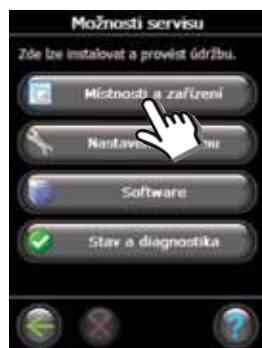 Možnosti servisu
Zde lze instalovat a provést údržbu.
Místnosti a zařízení
Software
Stav a diagnostika
?